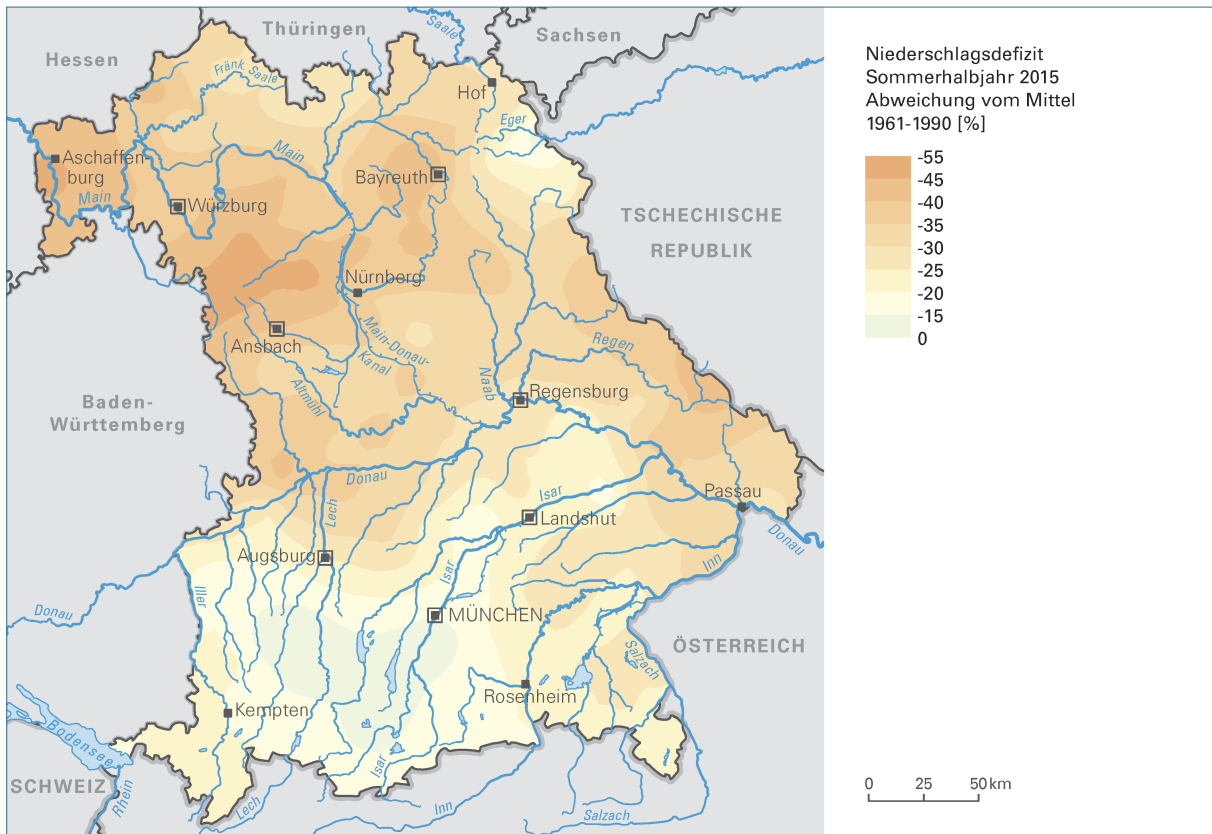 Thüringen
Saale
Sachsen
Hessen
Fränk. Saale
Hof
Eger
Main
Aschaffen-
burg
Bayreuth
Main
Würzburg
TSCHECHISCHE
REPUBLIK
Nürnberg
Ansbach
Main-Donau-
Kanal
Regen
Altmühl
Naab
Regensburg
Baden-
Württemberg
Donau
Lech
Isar
Passau
Landshut
Donau
Augsburg
Isar
Inn
Iller
Donau
MÜNCHEN
ÖSTERREICH
Salzach
Rosenheim
Kempten
Bodensee
Isar
SCHWEIZ
Rhein
Lech
Inn
Salzach
Niederschlagsdefizit
Sommerhalbjahr 2015
Abweichung vom Mittel
1961-1990 [%]
-55
-45
-40
-35
-30
-25
-20
-15
0
0 25 50 km